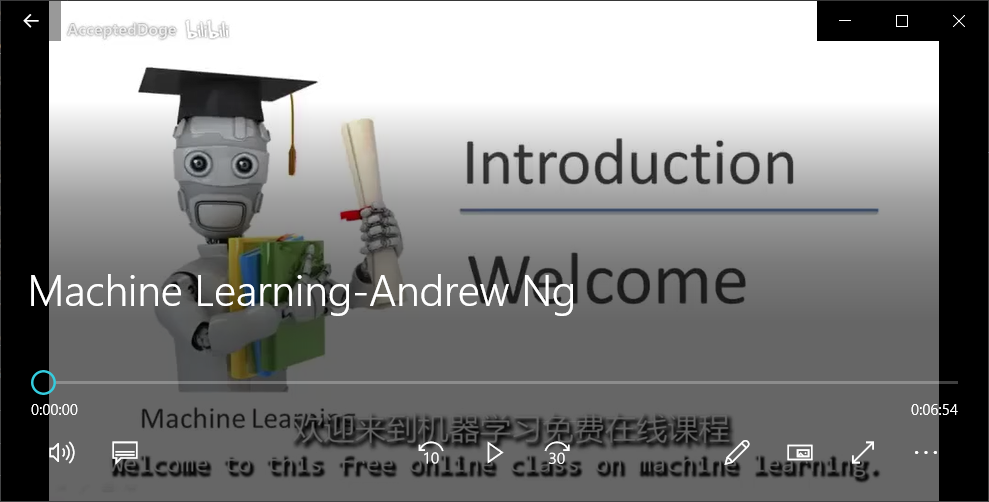 AcceptedDoge bilibili
Introduction
Welcome
Machine Learning-Andrew Ng
0:00:00
0:06:54
Machine Learning
欢迎来到机器学习免费在线课程
10
30
Welcome to this free online class on machine learning.